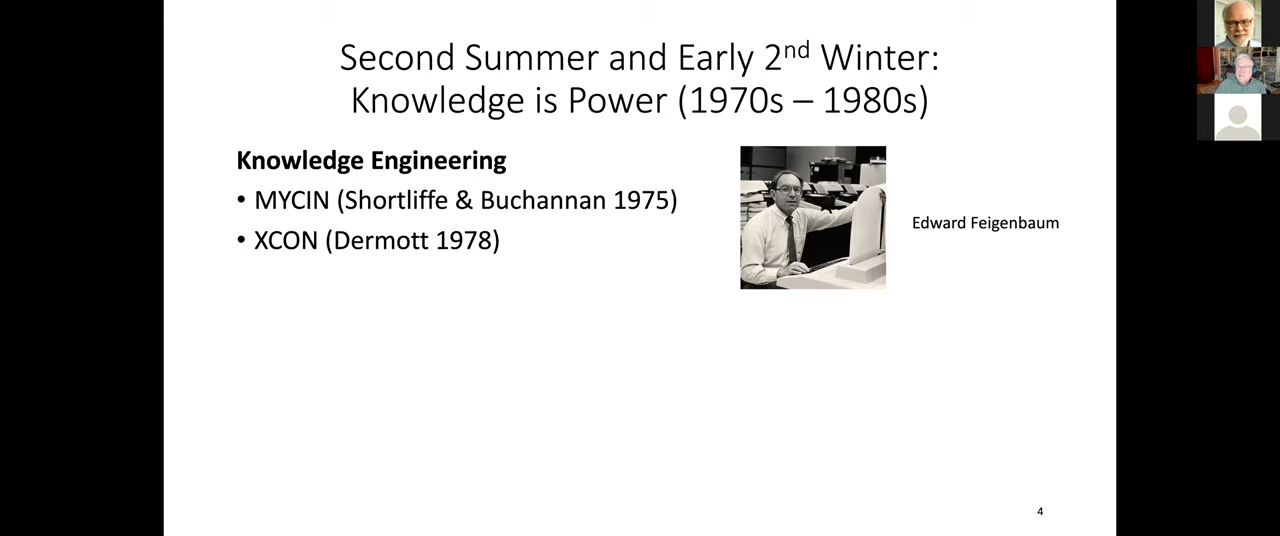 Second Summer and Early 2nd Winter:
Knowledge is Power (1970s – 1980s)
Knowledge Engineering
• MYCIN (Shortliffe & Buchannan 1975)
• XCON (Dermott 1978)
Edward Feigenbaum
4